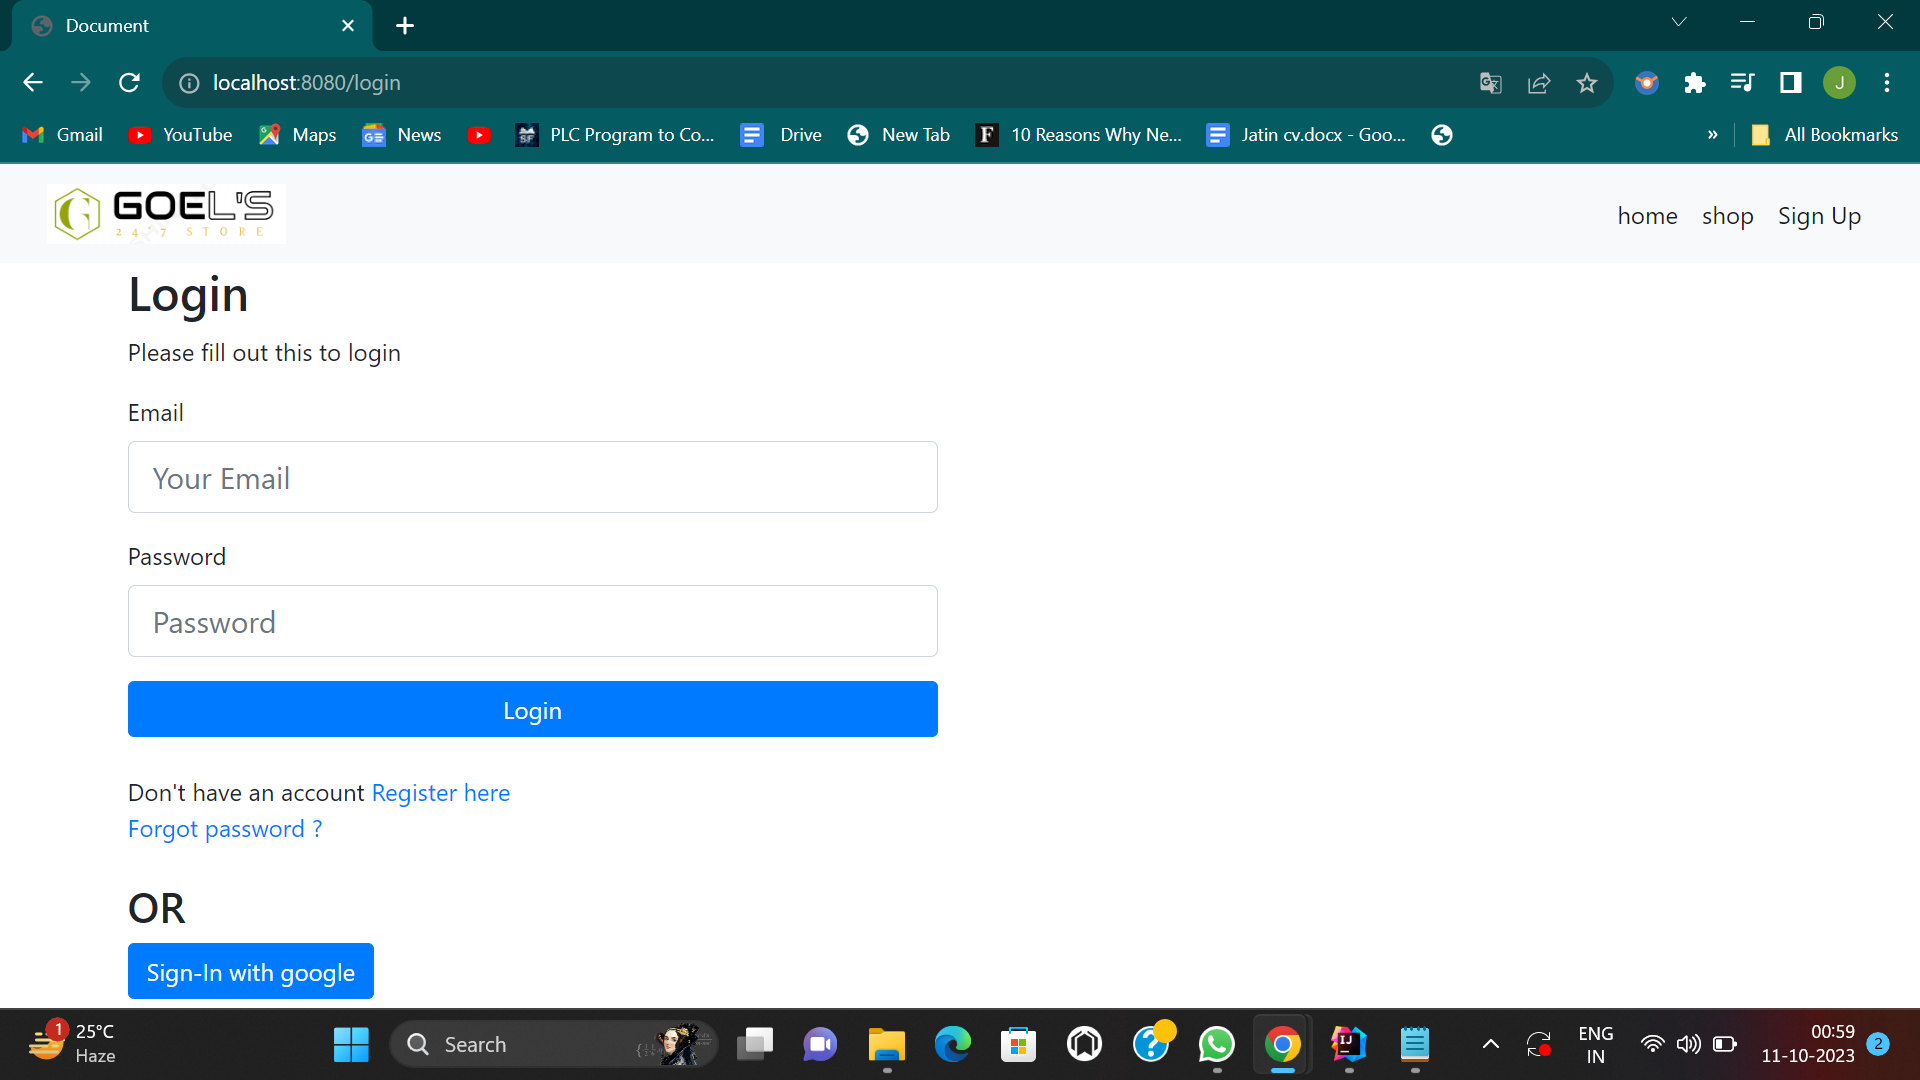 Document
localhost:8080/login
Gmail
YouTube
Maps
News
PLC Program to Co...
Drive
New Tab
10 Reasons Why Ne...
Jatin cv.docx - Goo...
»
All Bookmarks
J
GOEL'S
24*7 STORE
home
shop
Sign Up
Login
Please fill out this to login
Email
Your Email
Password
Password
Login
Don't have an account Register here
Forgot password ?
OR
Sign-In with google
1
25°C
Haze
Search
ENG
IN
00:59
11-10-2023
2